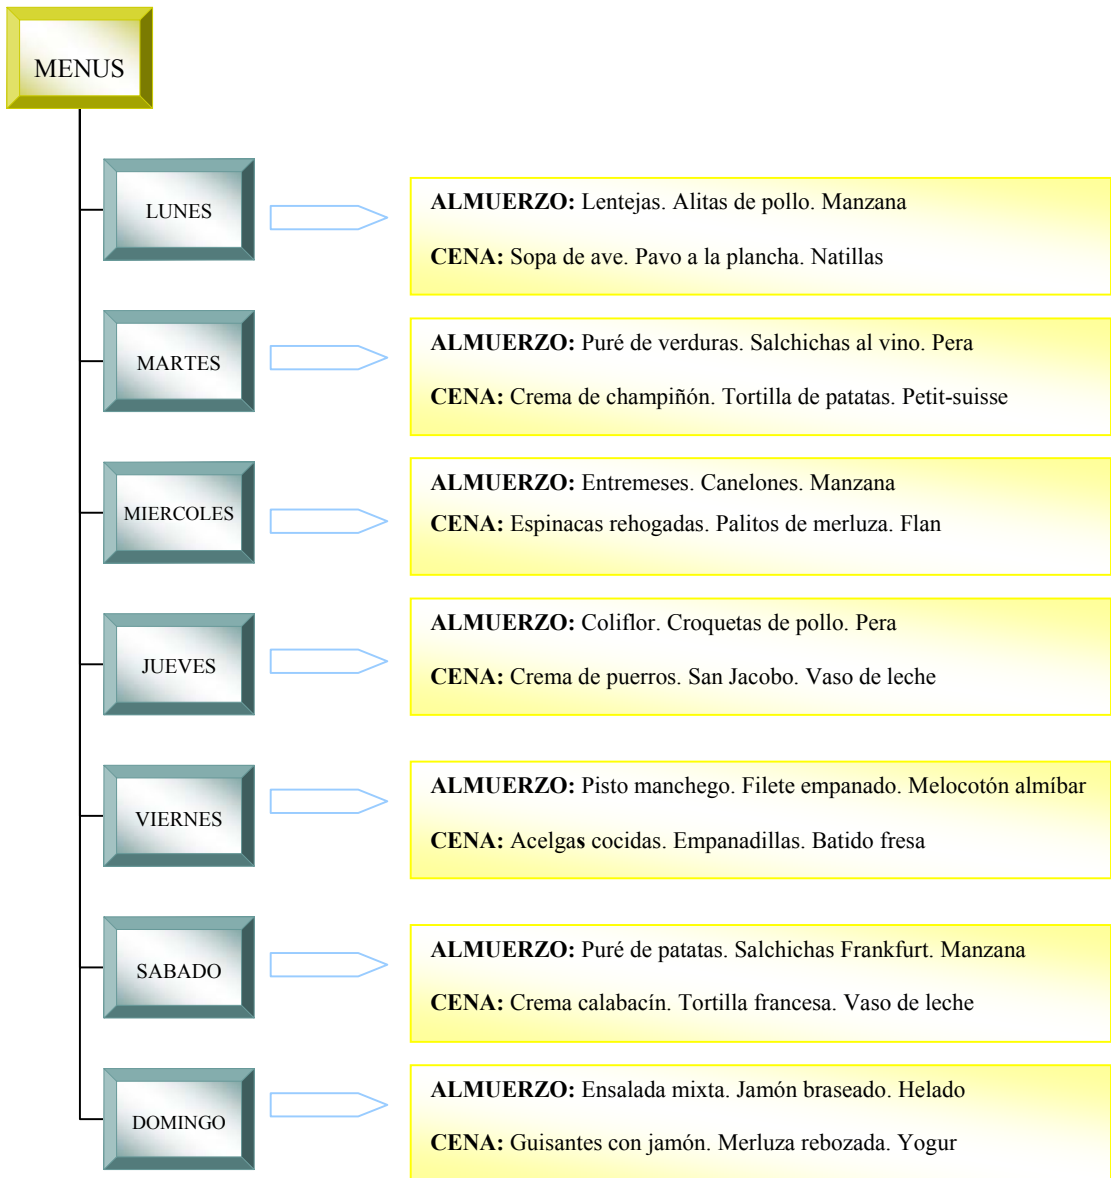 MENUS
LUNES
ALMUERZO: Lentejas. Alitas de pollo. Manzana
CENA: Sopa de ave. Pavo a la plancha. Natillas
MARTES
ALMUERZO: Puré de verduras. Salchichas al vino. Pera
CENA: Crema de champiñón. Tortilla de patatas. Petit-suisse
MIERCOLES
ALMUERZO: Entremeses. Canelones. Manzana
CENA: Espinacas rehogadas. Palitos de merluza. Flan
JUEVES
ALMUERZO: Coliflor. Croquetas de pollo. Pera
CENA: Crema de puerros. San Jacobo. Vaso de leche
VIERNES
ALMUERZO: Pisto manchego. Filete empanado. Melocotón almíbar
CENA: Acelgas cocidas. Empanadillas. Batido fresa
SABADO
ALMUERZO: Puré de patatas. Salchichas Frankfurt. Manzana
CENA: Crema calabacín. Tortilla francesa. Vaso de leche
DOMINGO
ALMUERZO: Ensalada mixta. Jamón braseado. Helado
CENA: Guisantes con jamón. Merluza rebozada. Yogur